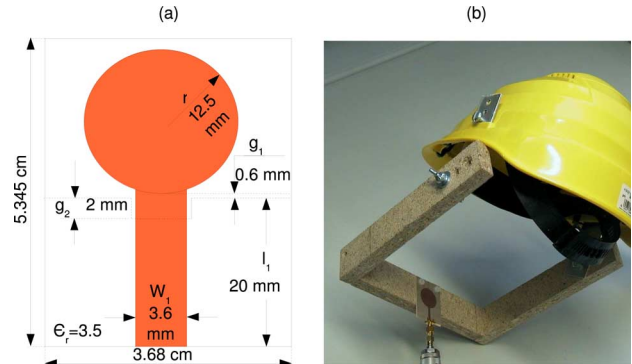 (a)
(b)
r
12.5
mm
g₁
0.6 mm
g₂
2 mm
5.345 cm
l₁
20 mm
W₁
3.6
mm
Єr=3.5
3.68 cm